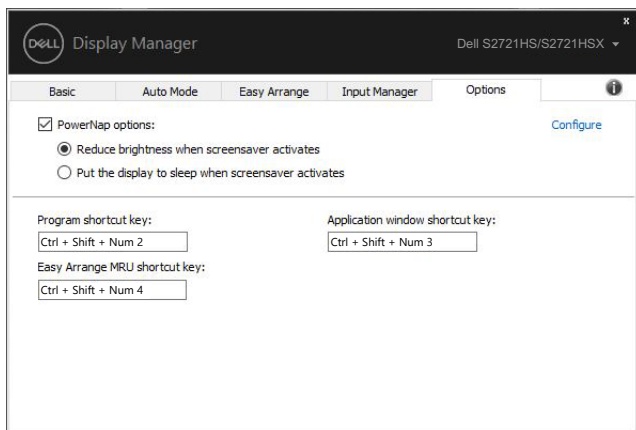 x
DELL Display Manager Dell S2721HS/S2721HSX
Basic Auto Mode Easy Arrange Input Manager Options i
PowerNap options: Configure
Reduce brightness when screensaver activates
Put the display to sleep when screensaver activates
Program shortcut key: Application window shortcut key:
Ctrl + Shift + Num 2 Ctrl + Shift + Num 3
Easy Arrange MRU shortcut key:
Ctrl + Shift + Num 4